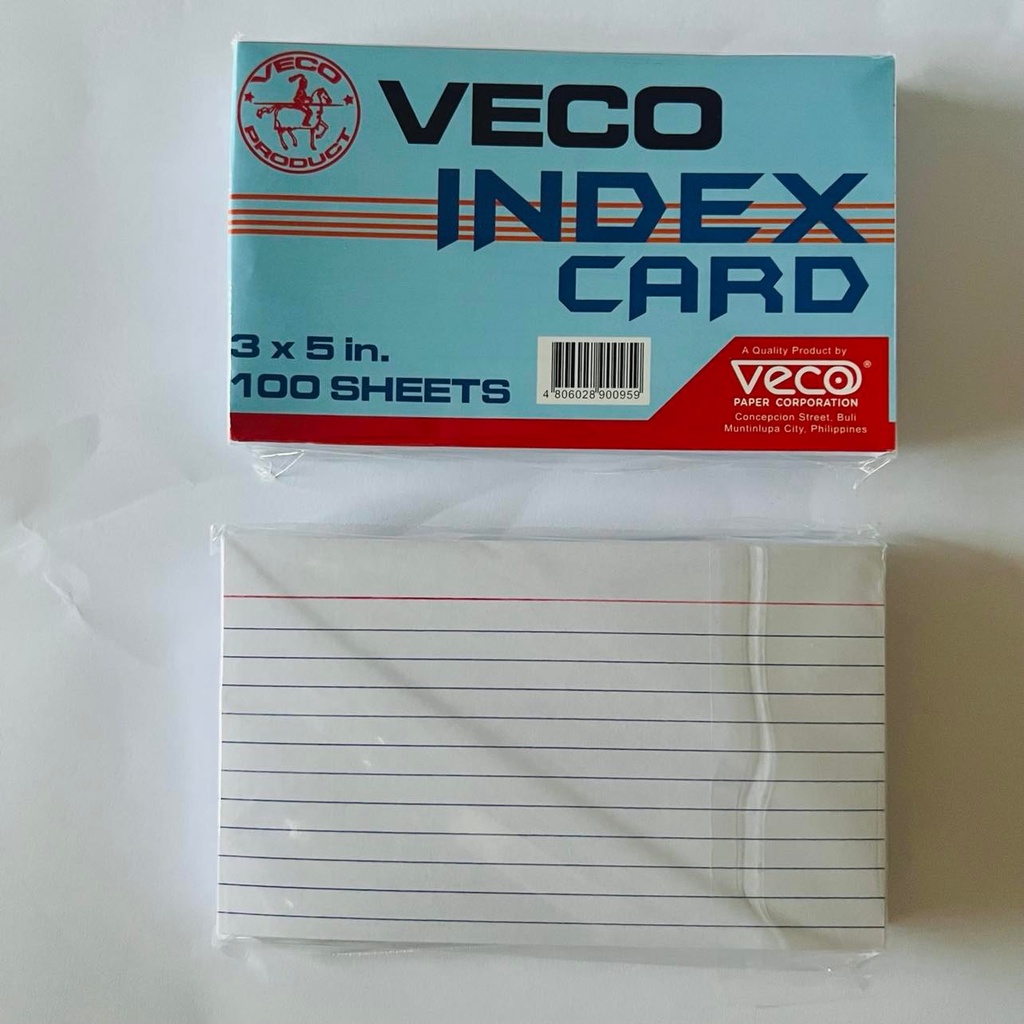 VECO
PRODUCT
VECO
INDEX
CARD
3 x 5 in.
100 SHEETS
4 806028 900959
A Quality Product by
veco®
PAPER CORPORATION
Concepcion Street, Buli
Muntinlupa City, Philippines